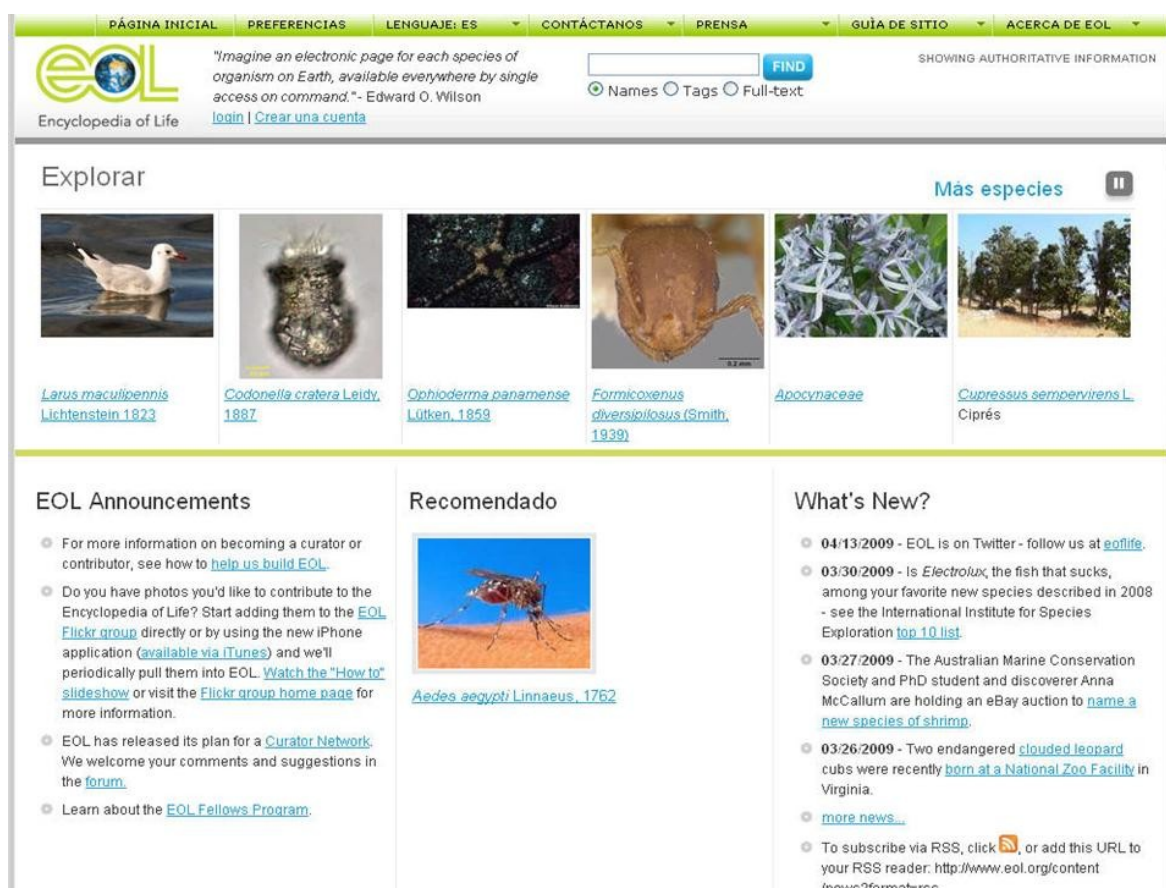 PÁGINA INICIAL PREFERENCIAS LENGUAJE: ES CONTÁCTANOS PRENSA GUÌA DE SITIO ACERCA DE EOL
eol
Encyclopedia of Life
"Imagine an electronic page for each species of
organism on Earth, available everywhere by single
access on command." - Edward O. Wilson
login | Crear una cuenta
FIND
Names Tags Full-text
SHOWING AUTHORITATIVE INFORMATION
Explorar
Más especies
0.2 mm
Larus maculipennis
Lichtenstein 1823
Codonella cratera Leidy,
1887
Ophioderma panamense
Lütken, 1859
Formicoxenus
diversipilosus (Smith,
1939)
Apocynaceae
Cupressus sempervirens L.
Ciprés
EOL Announcements
For more information on becoming a curator or
contributor, see how to help us build EOL.
Do you have photos you'd like to contribute to the
Encyclopedia of Life? Start adding them to the EOL
Flickr group directly or by using the new iPhone
application (available via iTunes) and we'll
periodically pull them into EOL. Watch the "How to"
slideshow or visit the Flickr group home page for
more information.
EOL has released its plan for a Curator Network.
We welcome your comments and suggestions in
the forum.
Learn about the EOL Fellows Program.
Recomendado
Aedes aegypti Linnaeus, 1762
What's New?
04/13/2009 - EOL is on Twitter - follow us at eoflife.
03/30/2009 - Is Electrolux, the fish that sucks,
among your favorite new species described in 2008
- see the International Institute for Species
Exploration top 10 list.
03/27/2009 - The Australian Marine Conservation
Society and PhD student and discoverer Anna
McCallum are holding an eBay auction to name a
new species of shrimp.
03/26/2009 - Two endangered clouded leopard
cubs were recently born at a National Zoo Facility in
Virginia.
more news...
To subscribe via RSS, click , or add this URL to
your RSS reader: http://www.eol.org/content
/news?format=rss